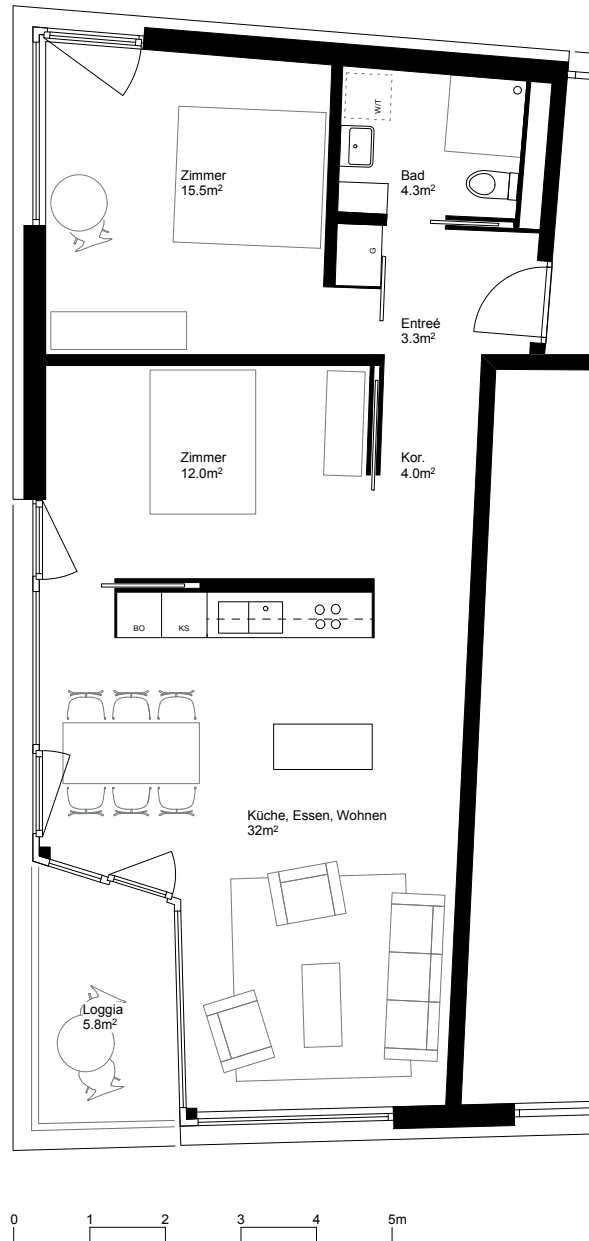 W/T
Zimmer
15.5m²
Bad
4.3m²
G
Entreé
3.3m²
Zimmer
12.0m²
Kor.
4.0m²
BO
KS
Küche, Essen, Wohnen
32m²
Loggia
5.8m²
0 1 2 3 4 5m